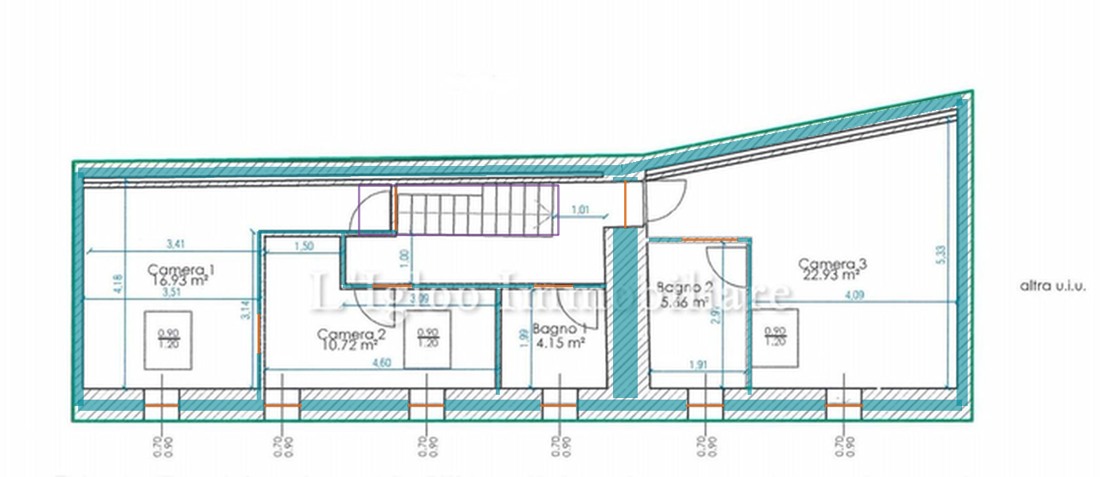 1,01
3,41
1,50
1,00
5,33
4,18
Camera 1
16.93 m²
Camera 3
22.93 m²
altra u.i.u.
L'Igloo Immobiliare
Bagno 2
5.66 m²
3,51
3,09
4,09
3,14
0.90
1.20
Camera 2
10.72 m²
0.90
1.20
Bagno 1
4.15 m²
1,99
0.90
1.20
4,60
1,91
0.70
0.90
0.70
0.90
0.70
0.90
0.70
0.90
0.70
0.90
0.70
0.90